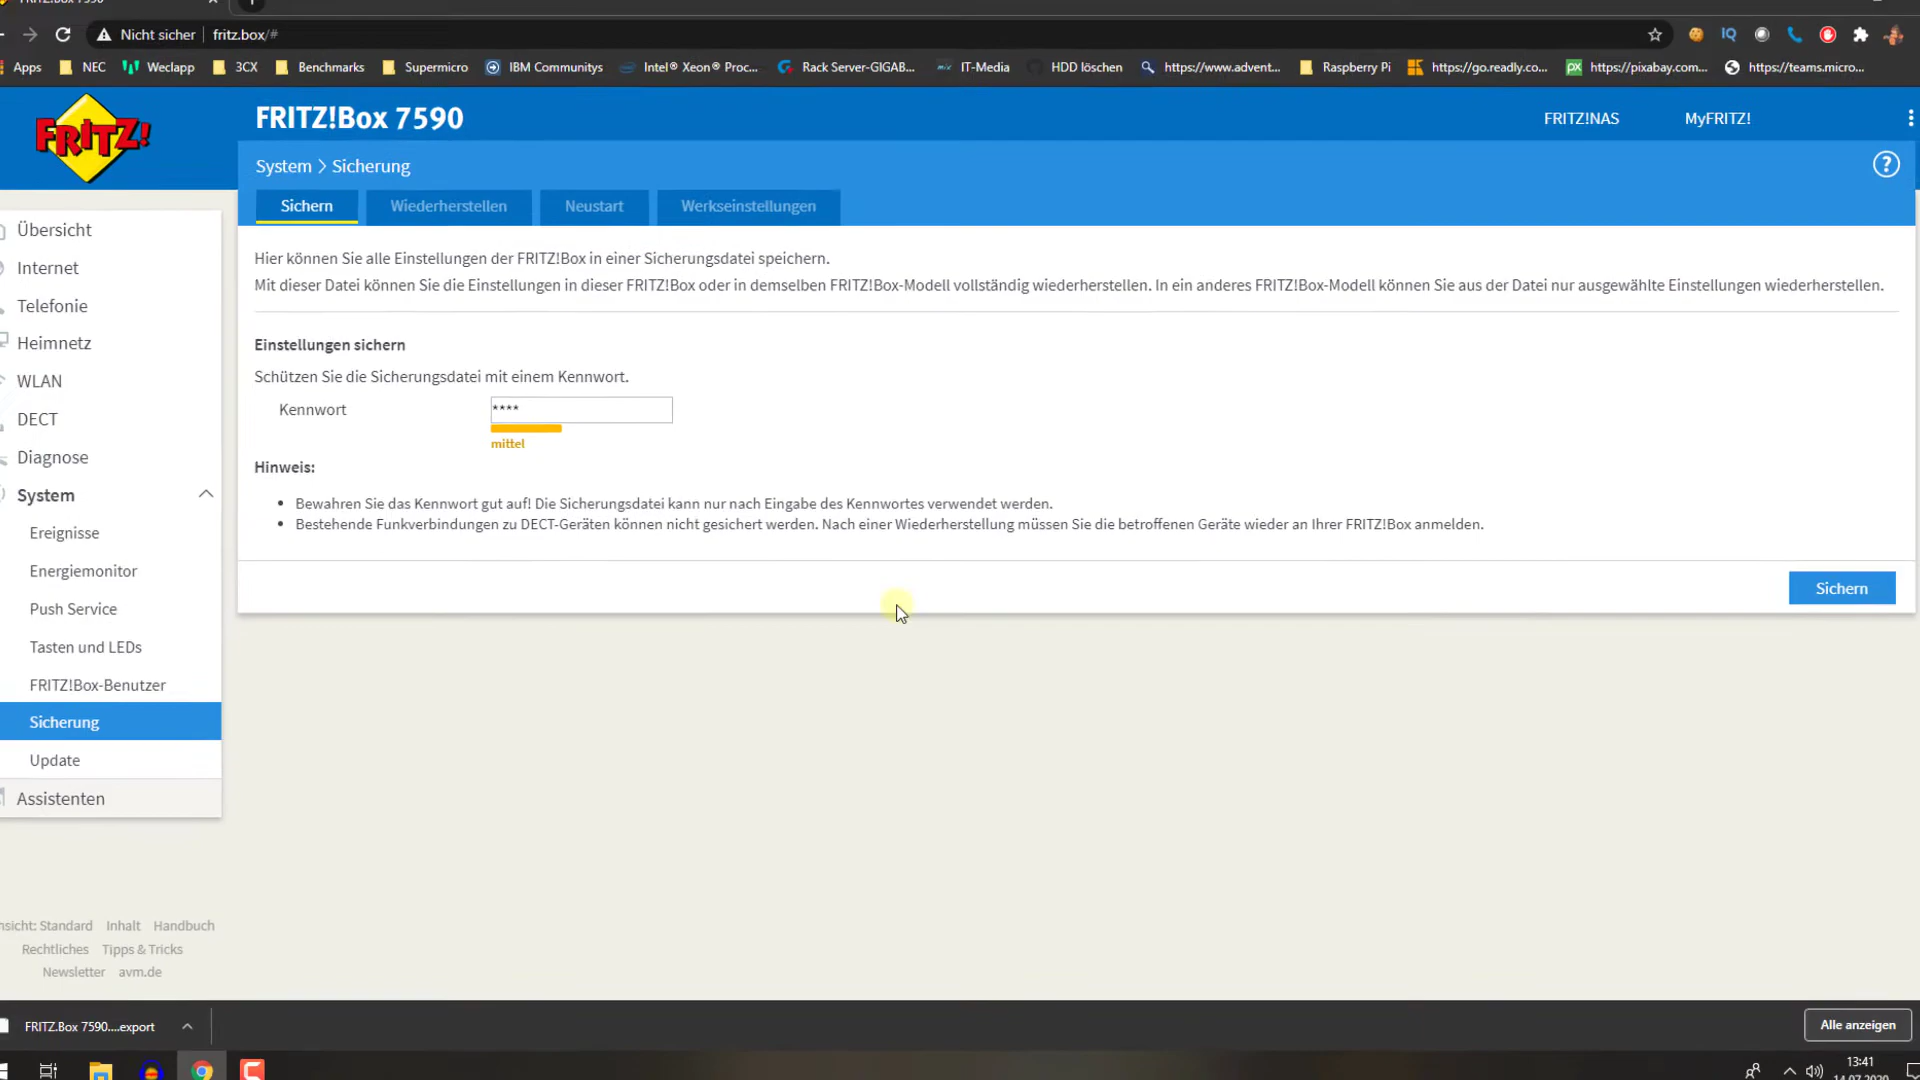 Nicht sicher fritz.box/#
Apps NEC Weclapp 3CX Benchmarks Supermicro IBM Communitys Intel® Xeon® Proc... Rack Server-GIGAB... IT-Media HDD löschen https://www.advent... Raspberry Pi https://go.readly.co... https://pixabay.com... https://teams.micro...
FRITZ!
FRITZ!Box 7590
FRITZ!NAS MyFRITZ!
System > Sicherung
Sichern Wiederherstellen Neustart Werkseinstellungen
Übersicht
Internet
Telefonie
Heimnetz
WLAN
DECT
Diagnose
System
Ereignisse
Energiemonitor
Push Service
Tasten und LEDs
FRITZ!Box-Benutzer
Sicherung
Update
Assistenten
Hier können Sie alle Einstellungen der FRITZ!Box in einer Sicherungsdatei speichern.
Mit dieser Datei können Sie die Einstellungen in dieser FRITZ!Box oder in demselben FRITZ!Box-Modell vollständig wiederherstellen. In ein anderes FRITZ!Box-Modell können Sie aus der Datei nur ausgewählte Einstellungen wiederherstellen.
Einstellungen sichern
Schützen Sie die Sicherungsdatei mit einem Kennwort.
Kennwort ****
mittel
Hinweis:
• Bewahren Sie das Kennwort gut auf! Die Sicherungsdatei kann nur nach Eingabe des Kennwortes verwendet werden.
• Bestehende Funkverbindungen zu DECT-Geräten können nicht gesichert werden. Nach einer Wiederherstellung müssen Sie die betroffenen Geräte wieder an Ihrer FRITZ!Box anmelden.
Sichern
nsicht: Standard Inhalt Handbuch
Rechtliches Tipps & Tricks
Newsletter avm.de
FRITZ.Box 7590....export
Alle anzeigen
13:41